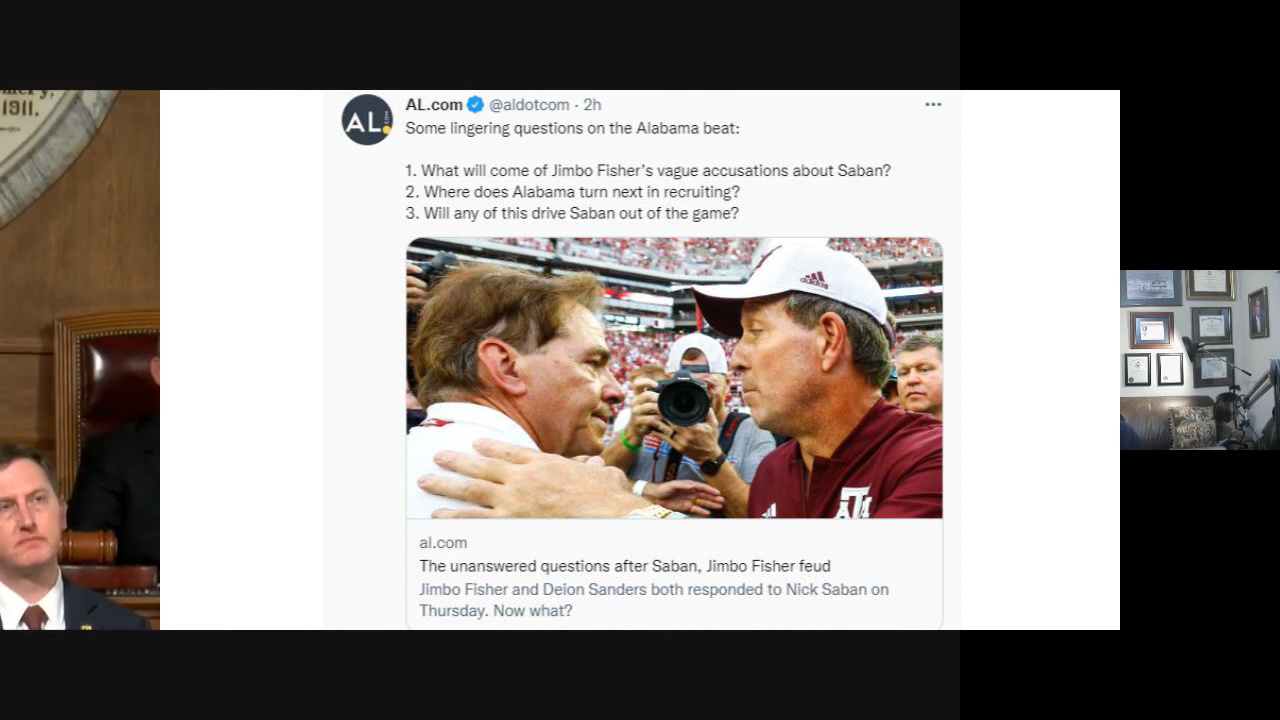 1911.
AL.com @aldotcom · 2h
AL.
Some lingering questions on the Alabama beat:
1. What will come of Jimbo Fisher's vague accusations about Saban?
2. Where does Alabama turn next in recruiting?
3. Will any of this drive Saban out of the game?
adidas
ATM
al.com
The unanswered questions after Saban, Jimbo Fisher feud
Jimbo Fisher and Deion Sanders both responded to Nick Saban on
Thursday. Now what?